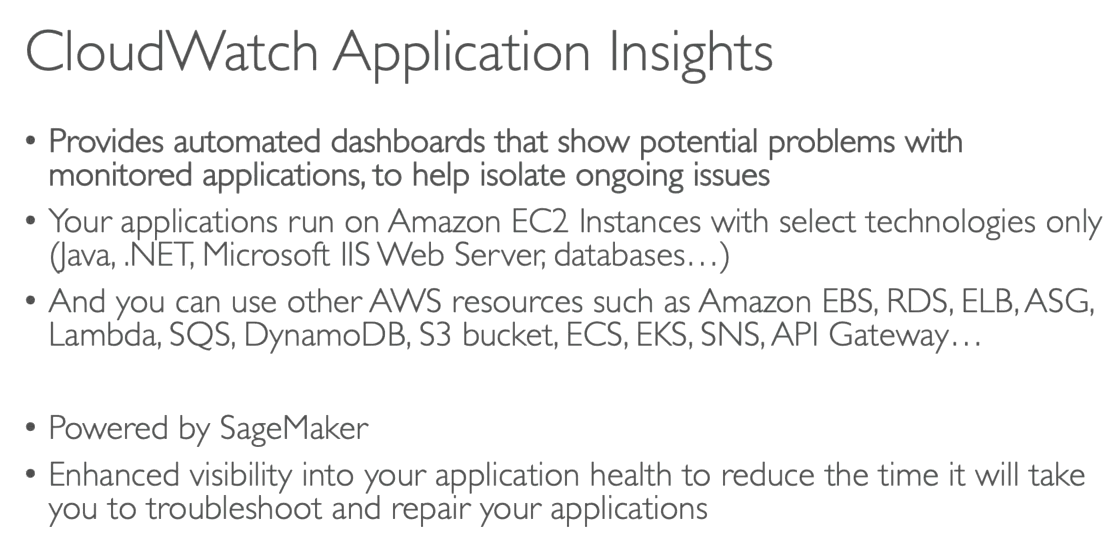 CloudWatch Application Insights
• Provides automated dashboards that show potential problems with
monitored applications, to help isolate ongoing issues
• Your applications run on Amazon EC2 Instances with select technologies only
(Java, .NET, Microsoft IIS Web Server, databases…)
• And you can use other AWS resources such as Amazon EBS, RDS, ELB, ASG,
Lambda, SQS, DynamoDB, S3 bucket, ECS, EKS, SNS, API Gateway…
• Powered by SageMaker
• Enhanced visibility into your application health to reduce the time it will take
you to troubleshoot and repair your applications